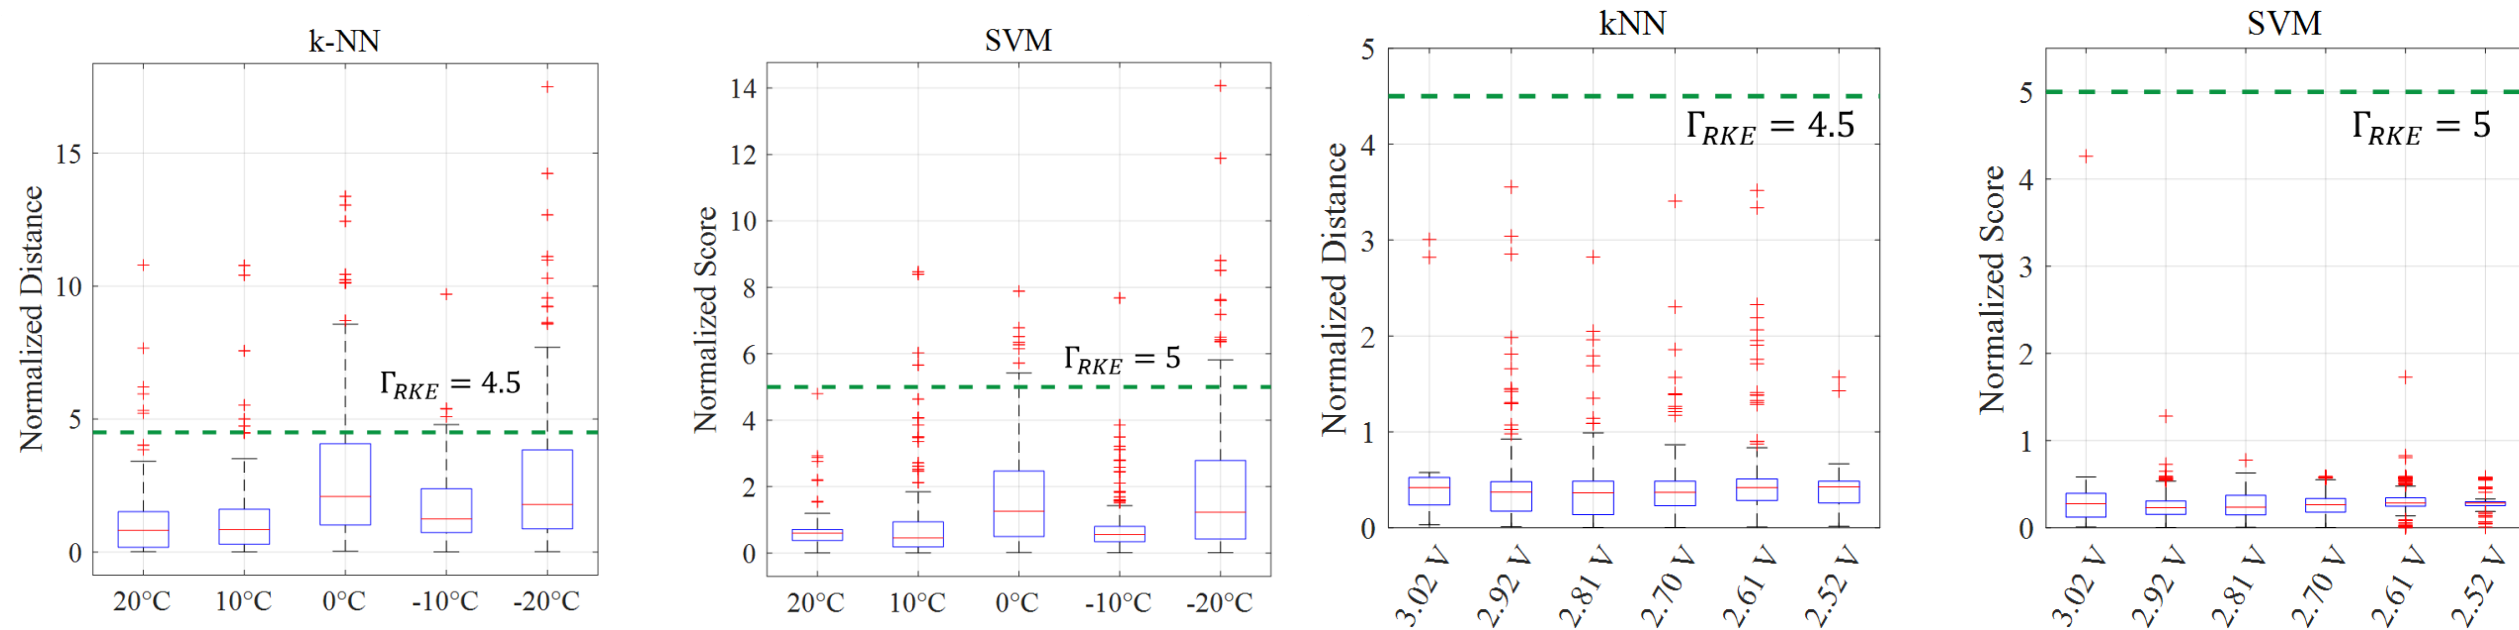 k-NN
Normalized Distance
15
10
5
0
Γ_RKE = 4.5
20°C 10°C 0°C -10°C -20°C
SVM
Normalized Score
14
12
10
8
6
4
2
0
Γ_RKE = 5
20°C 10°C 0°C -10°C -20°C
kNN
Normalized Distance
5
4
3
2
1
0
Γ_RKE = 4.5
3.02 V 2.92 V 2.81 V 2.70 V 2.61 V 2.52 V
SVM
Normalized Score
5
4
3
2
1
0
Γ_RKE = 5
3.02 V 2.92 V 2.81 V 2.70 V 2.61 V 2.52 V